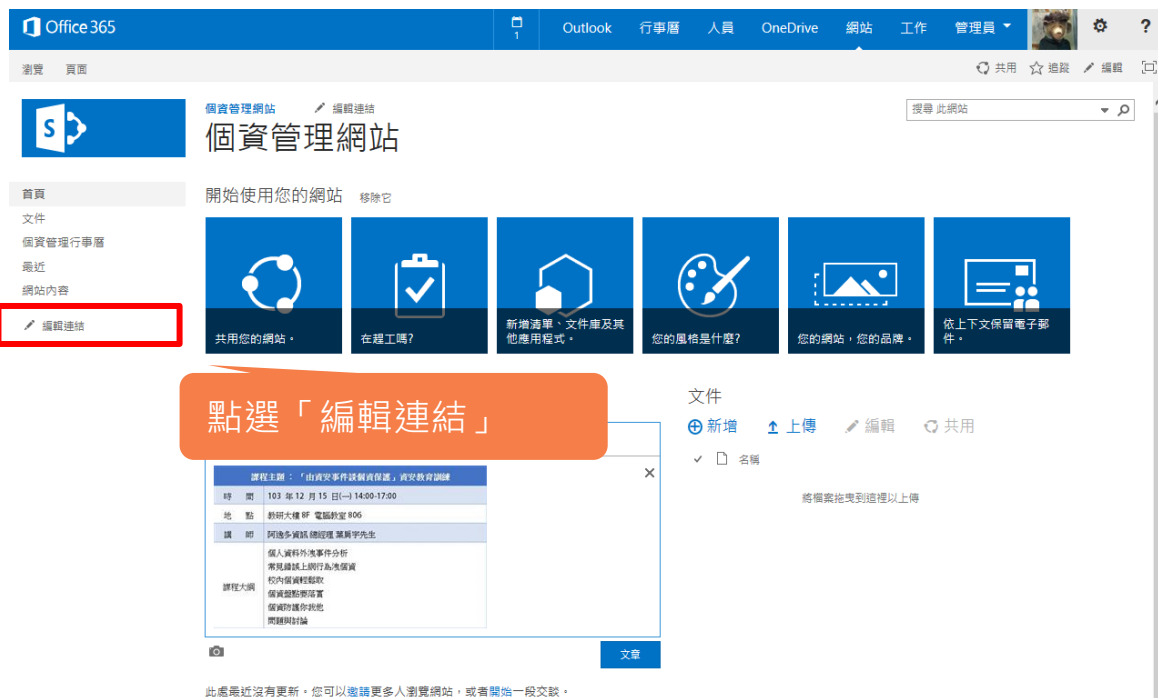 Office 365
1
Outlook 行事曆 人員 OneDrive 網站 工作 管理員 ?
瀏覽 頁面
共用 追蹤 編輯
S
個資管理網站 編輯連結
搜尋 此網站
個資管理網站
首頁
文件
個資管理行事曆
最近
網站內容
編輯連結
開始使用您的網站 移除它
共用您的網站。
在趕工嗎?
新增清單、文件庫及其
他應用程式。
您的風格是什麼?
您的網站，您的品牌。
依上下文保留電子郵
件。
點選「編輯連結」
文件
新增 上傳 編輯 共用
名稱
將檔案拖曳到這裡以上傳
課程主題：「由資安事件談個資保護」資安教育訓練
時 間 103 年 12 月 15 日(一) 14:00-17:00
地 點 教研大樓 8F 電腦教室 806
講 師 阿逸多資訊 總經理 葉肩宇先生
課程大綱
個人資料外洩事件分析
常見錯誤上網行為洩個資
校內個資輕鬆取
個資盤點要落實
個資防護你我他
問題與討論
文章
此處最近沒有更新。您可以邀請更多人瀏覽網站，或者開始一段交談。